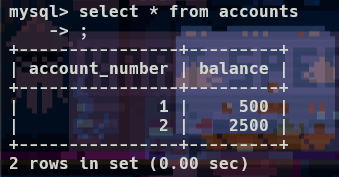 mysql> select * from accounts
    -> ;
+----------------+---------+
| account_number | balance |
+----------------+---------+
|              1 |     500 |
|              2 |    2500 |
+----------------+---------+
2 rows in set (0.00 sec)